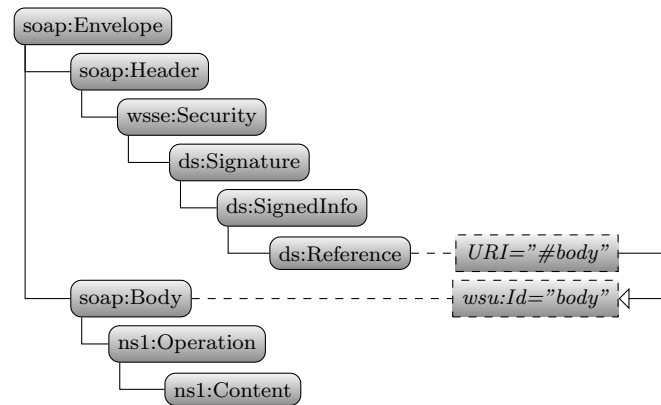 soap:Envelope
soap:Header
wsse:Security
ds:Signature
ds:SignedInfo
ds:Reference
URI="#body"
soap:Body
wsu:Id="body"
ns1:Operation
ns1:Content